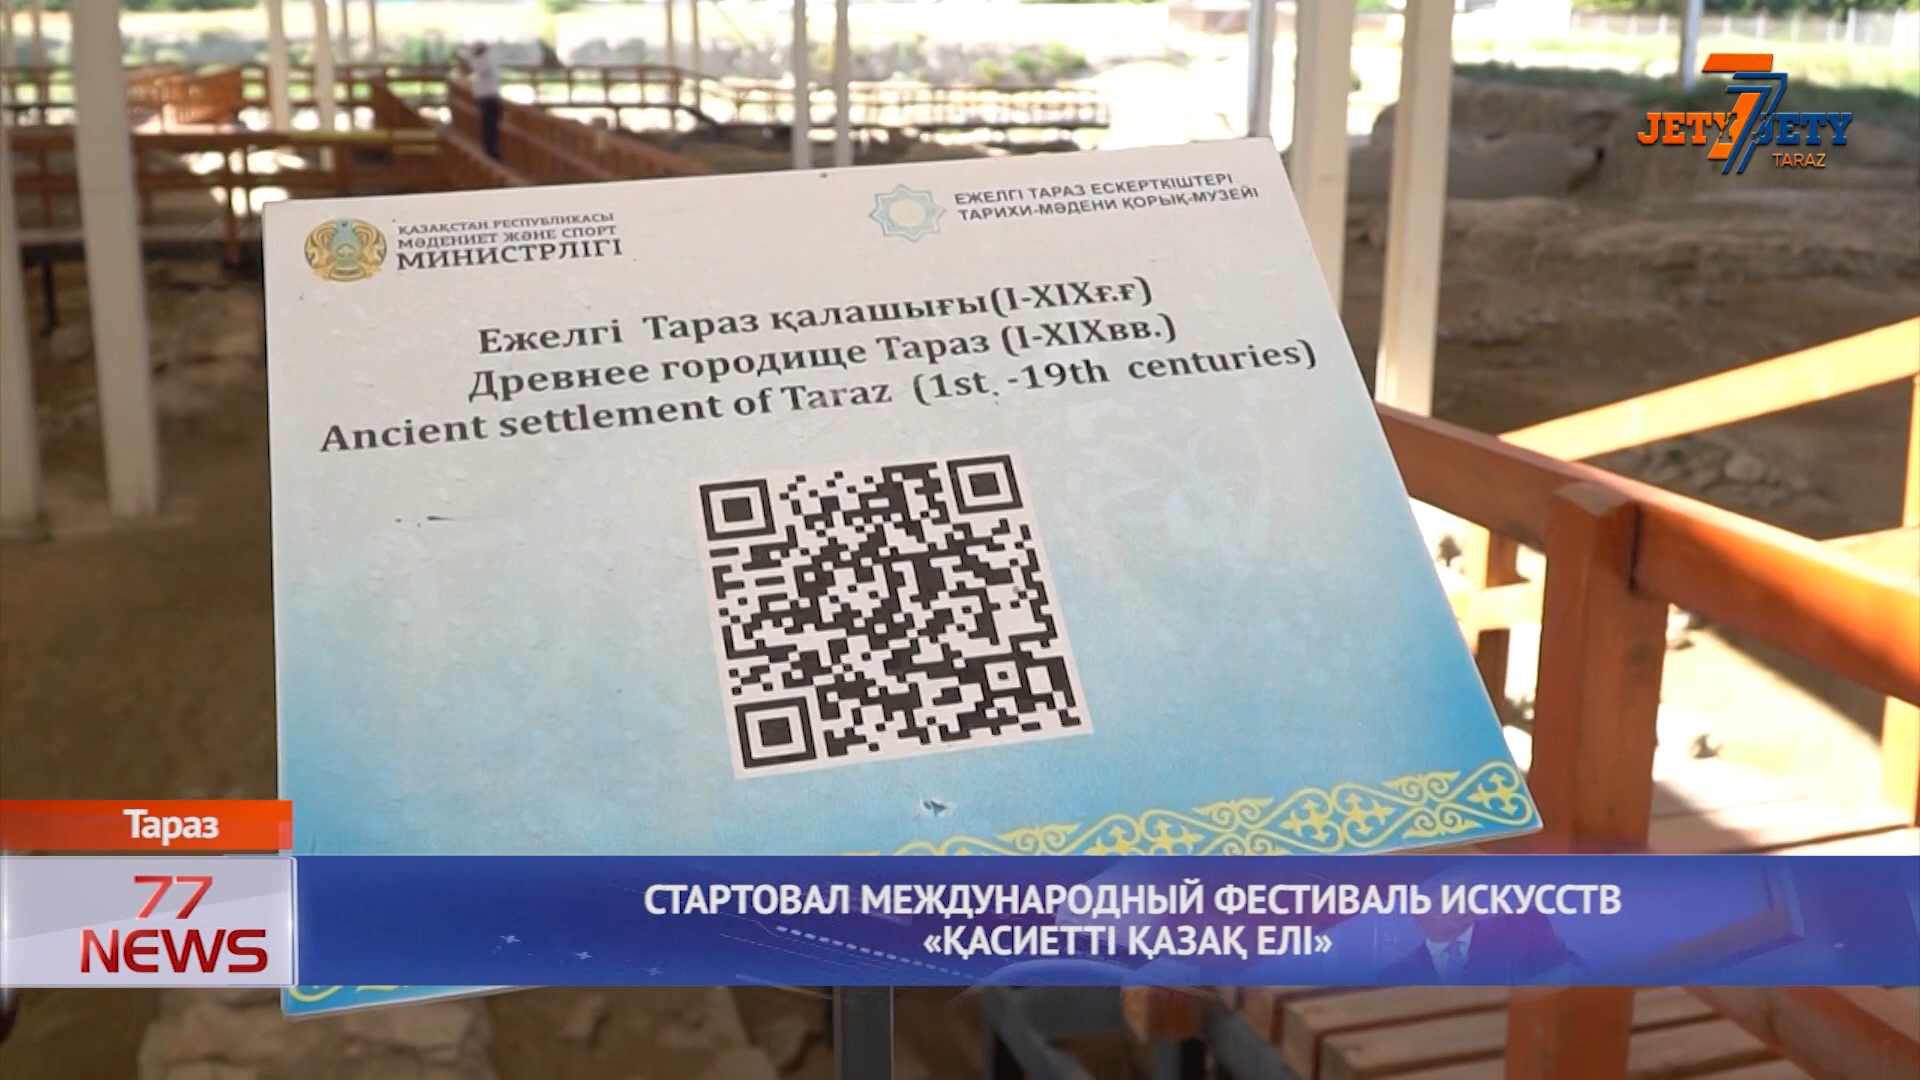 ҚАЗАҚСТАН РЕСПУБЛИКАСЫ
МӘДЕНИЕТ ЖӘНЕ СПОРТ
МИНИСТРЛІГІ
ЕЖЕЛГІ ТАРАЗ ЕСКЕРТКІШТЕРІ
ТАРИХИ-МӘДЕНИ ҚОРЫҚ-МУЗЕЙІ
Ежелгі Тараз қалашығы(I-XIXғ.ғ)
Древнее городище Тараз (I-XIXвв.)
Ancient settlement of Taraz (1st. -19th centuries)
7
JETY JETY
TARAZ
Тараз
77
NEWS
СТАРТОВАЛ МЕЖДУНАРОДНЫЙ ФЕСТИВАЛЬ ИСКУССТВ
«ҚАСИЕТТІ ҚАЗАҚ ЕЛІ»